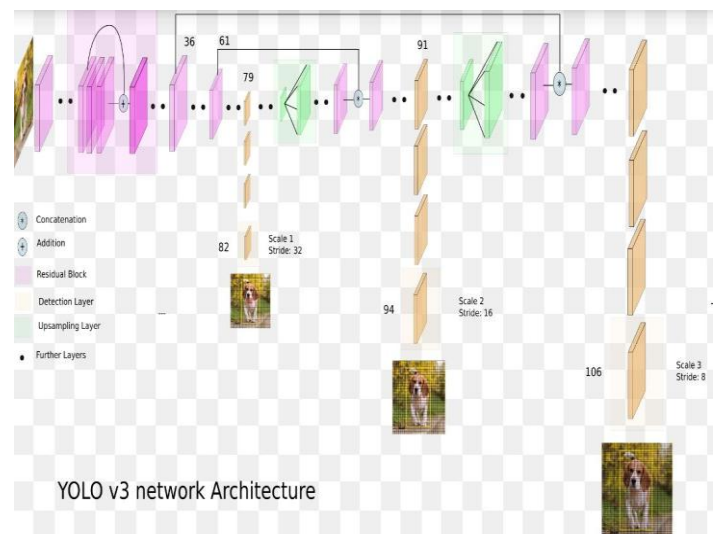 36
61
91
79
Concatenation
Addition
Residual Block
Detection Layer
Upsampling Layer
Further Layers
82
Scale 1
Stride: 32
94
Scale 2
Stride: 16
106
Scale 3
Stride: 8
YOLO v3 network Architecture